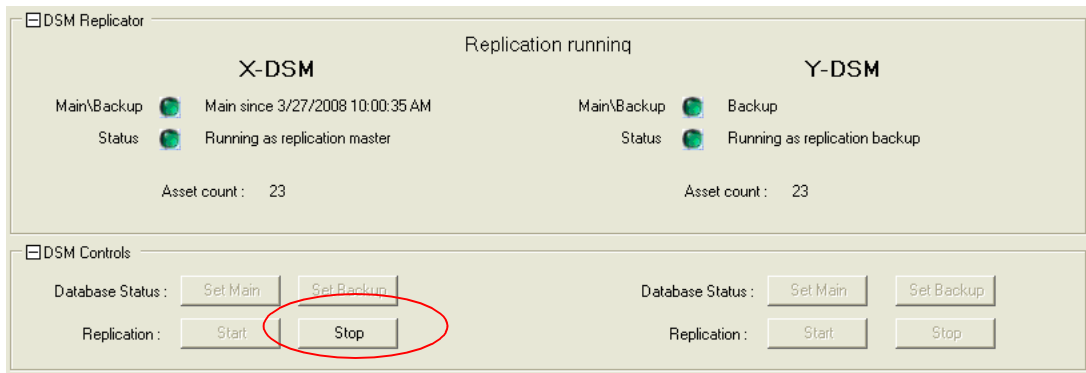 DSM Replicator
Replication running
X-DSM Y-DSM
Main\Backup Main since 3/27/2008 10:00:35 AM Main\Backup Backup
Status Running as replication master Status Running as replication backup
Asset count : 23 Asset count : 23
DSM Controls
Database Status : Set Main Set Backup Database Status : Set Main Set Backup
Replication : Start Stop Replication : Start Stop